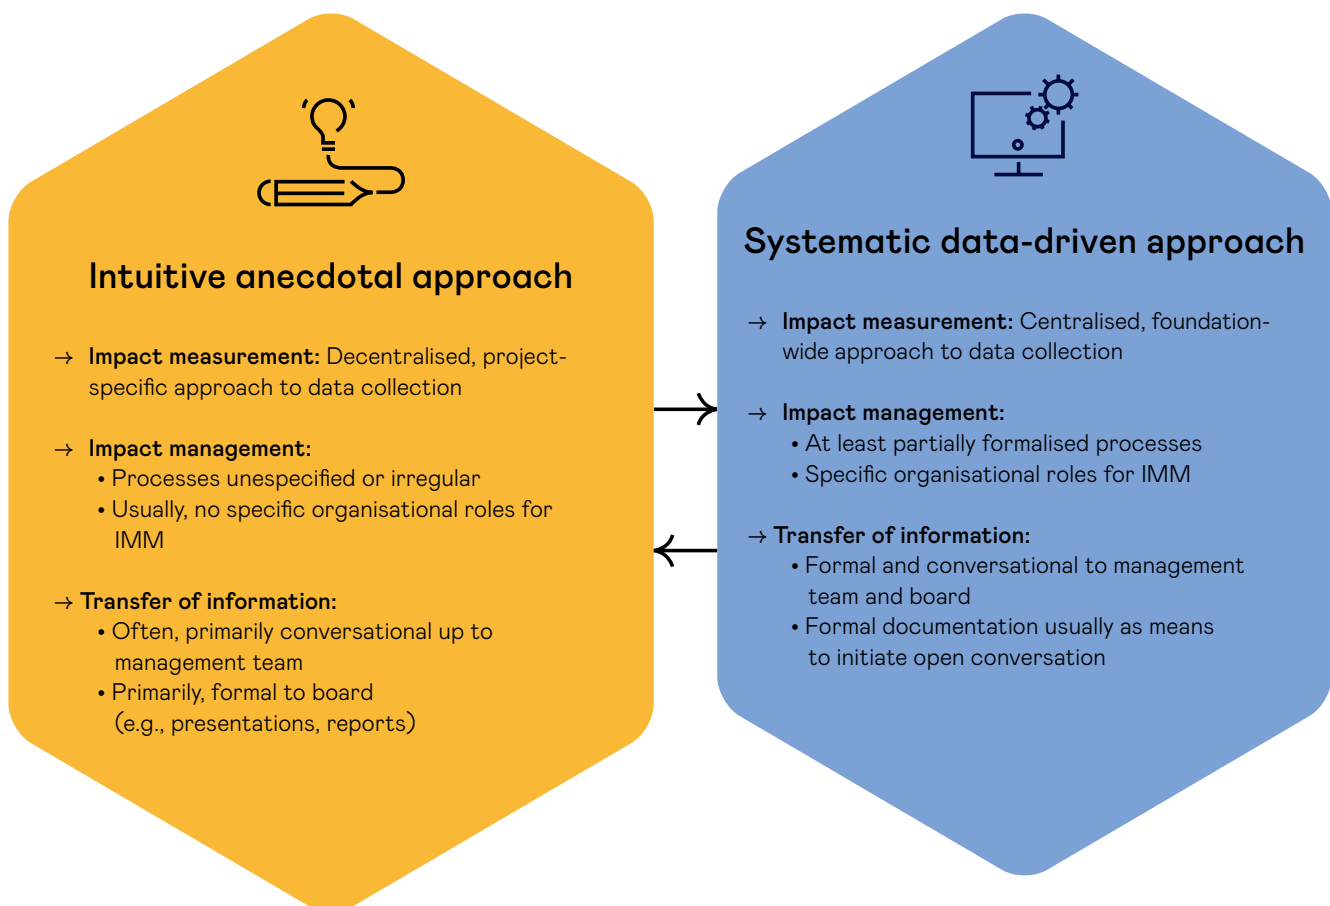 Intuitive anecdotal approach
→ Impact measurement: Decentralised, project-
specific approach to data collection
→ Impact management:
• Processes unespecified or irregular
• Usually, no specific organisational roles for
IMM
→ Transfer of information:
• Often, primarily conversational up to
management team
• Primarily, formal to board
(e.g., presentations, reports)
Systematic data-driven approach
→ Impact measurement: Centralised, foundation-
wide approach to data collection
→ Impact management:
• At least partially formalised processes
• Specific organisational roles for IMM
→ Transfer of information:
• Formal and conversational to management
team and board
• Formal documentation usually as means
to initiate open conversation